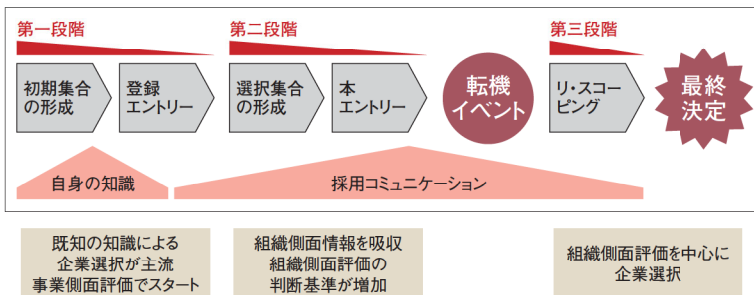 第一段階
第二段階
第三段階
初期集合
の形成
登録
エントリー
選択集合
の形成
本
エントリー
転機
イベント
リ・スコー
ピング
最終
決定
自身の知識
採用コミュニケーション
既知の知識による
企業選択が主流
事業側面評価でスタート
組織側面情報を吸収
組織側面評価の
判断基準が増加
組織側面評価を中心に
企業選択